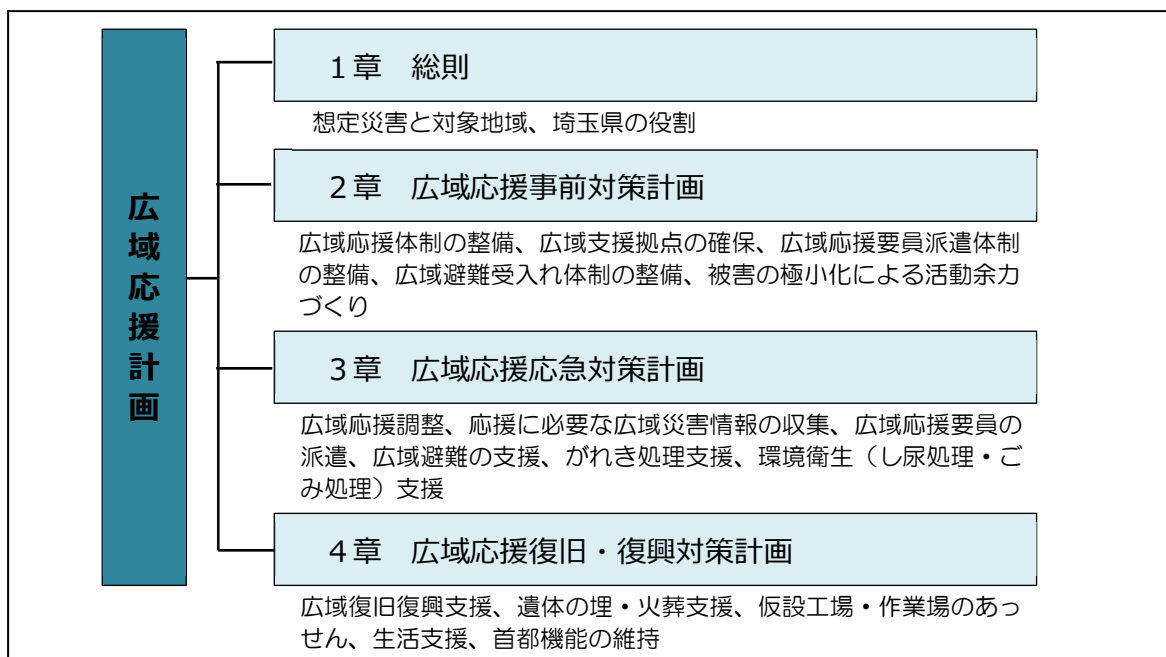 広域応援計画
１章　総則
想定災害と対象地域、埼玉県の役割
２章　広域応援事前対策計画
広域応援体制の整備、広域支援拠点の確保、広域応援要員派遣体制
の整備、広域避難受入れ体制の整備、被害の極小化による活動余力
づくり
３章　広域応援応急対策計画
広域応援調整、応援に必要な広域災害情報の収集、広域応援要員の
派遣、広域避難の支援、がれき処理支援、環境衛生（し尿処理・ご
み処理）支援
４章　広域応援復旧・復興対策計画
広域復旧復興支援、遺体の埋・火葬支援、仮設工場・作業場のあっ
せん、生活支援、首都機能の維持